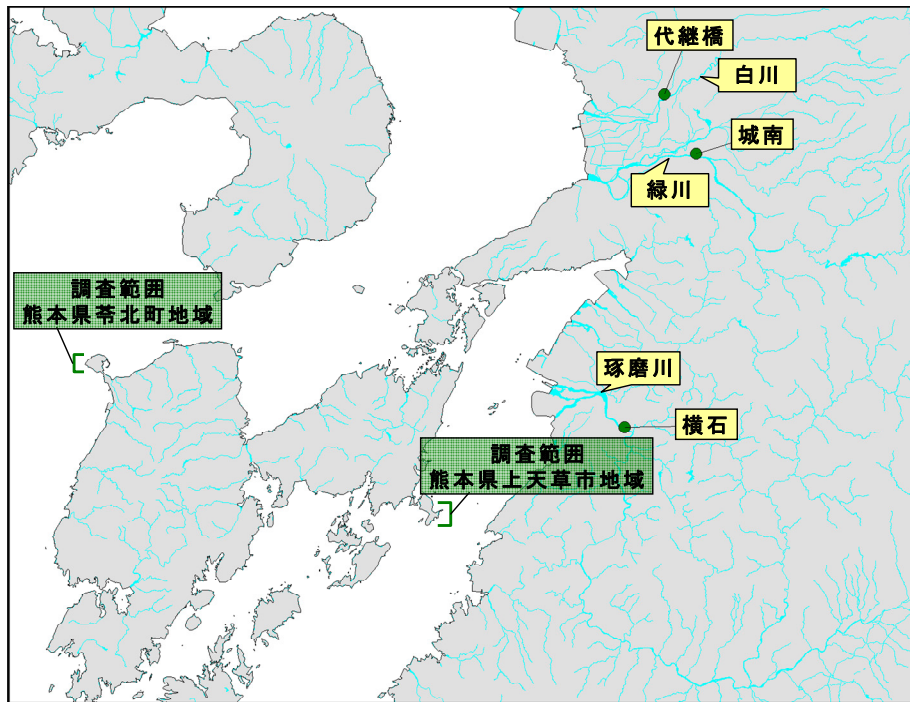 代継橋
白川
城南
緑川
調査範囲
熊本県苓北町地域
琢磨川
横石
調査範囲
熊本県上天草市地域